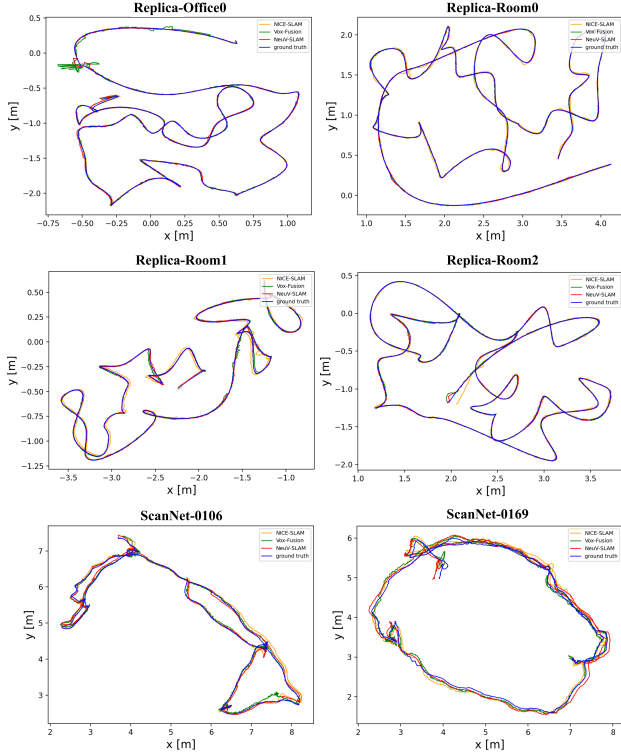 Replica-Office0
NICE-SLAM
Vox-Fusion
NeuV-SLAM
ground truth
0.5
0.0
−0.5
−1.0
−1.5
−2.0
y [m]
−0.75 −0.50 −0.25 0.00 0.25 0.50 0.75 1.00
x [m]
Replica-Room0
NICE-SLAM
Vox-Fusion
NeuV-SLAM
ground truth
2.0
1.5
1.0
0.5
0.0
y [m]
1.0 1.5 2.0 2.5 3.0 3.5 4.0
x [m]
Replica-Room1
NICE-SLAM
Vox-Fusion
NeuV-SLAM
ground truth
0.50
0.25
0.00
−0.25
−0.50
−0.75
−1.00
−1.25
y [m]
−3.5 −3.0 −2.5 −2.0 −1.5 −1.0
x [m]
Replica-Room2
NICE-SLAM
Vox-Fusion
NeuV-SLAM
ground truth
0.5
0.0
−0.5
−1.0
−1.5
−2.0
y [m]
1.0 1.5 2.0 2.5 3.0 3.5
x [m]
ScanNet-0106
NICE-SLAM
Vox-Fusion
NeuV-SLAM
ground truth
7
6
5
4
3
y [m]
2 3 4 5 6 7 8
x [m]
ScanNet-0169
NICE-SLAM
Vox-Fusion
NeuV-SLAM
ground truth
6
5
4
3
2
y [m]
2 3 4 5 6 7 8
x [m]